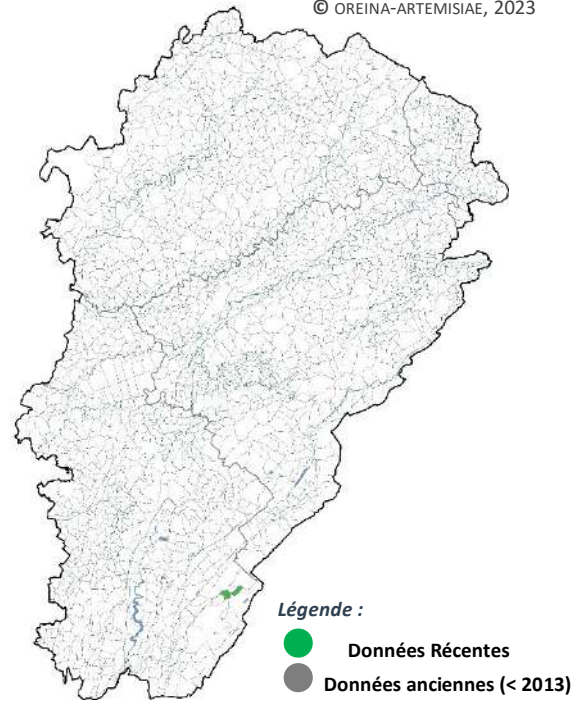 © OREINA-ARTEMISIAE, 2023
Légende :
Données Récentes
Données anciennes (< 2013)